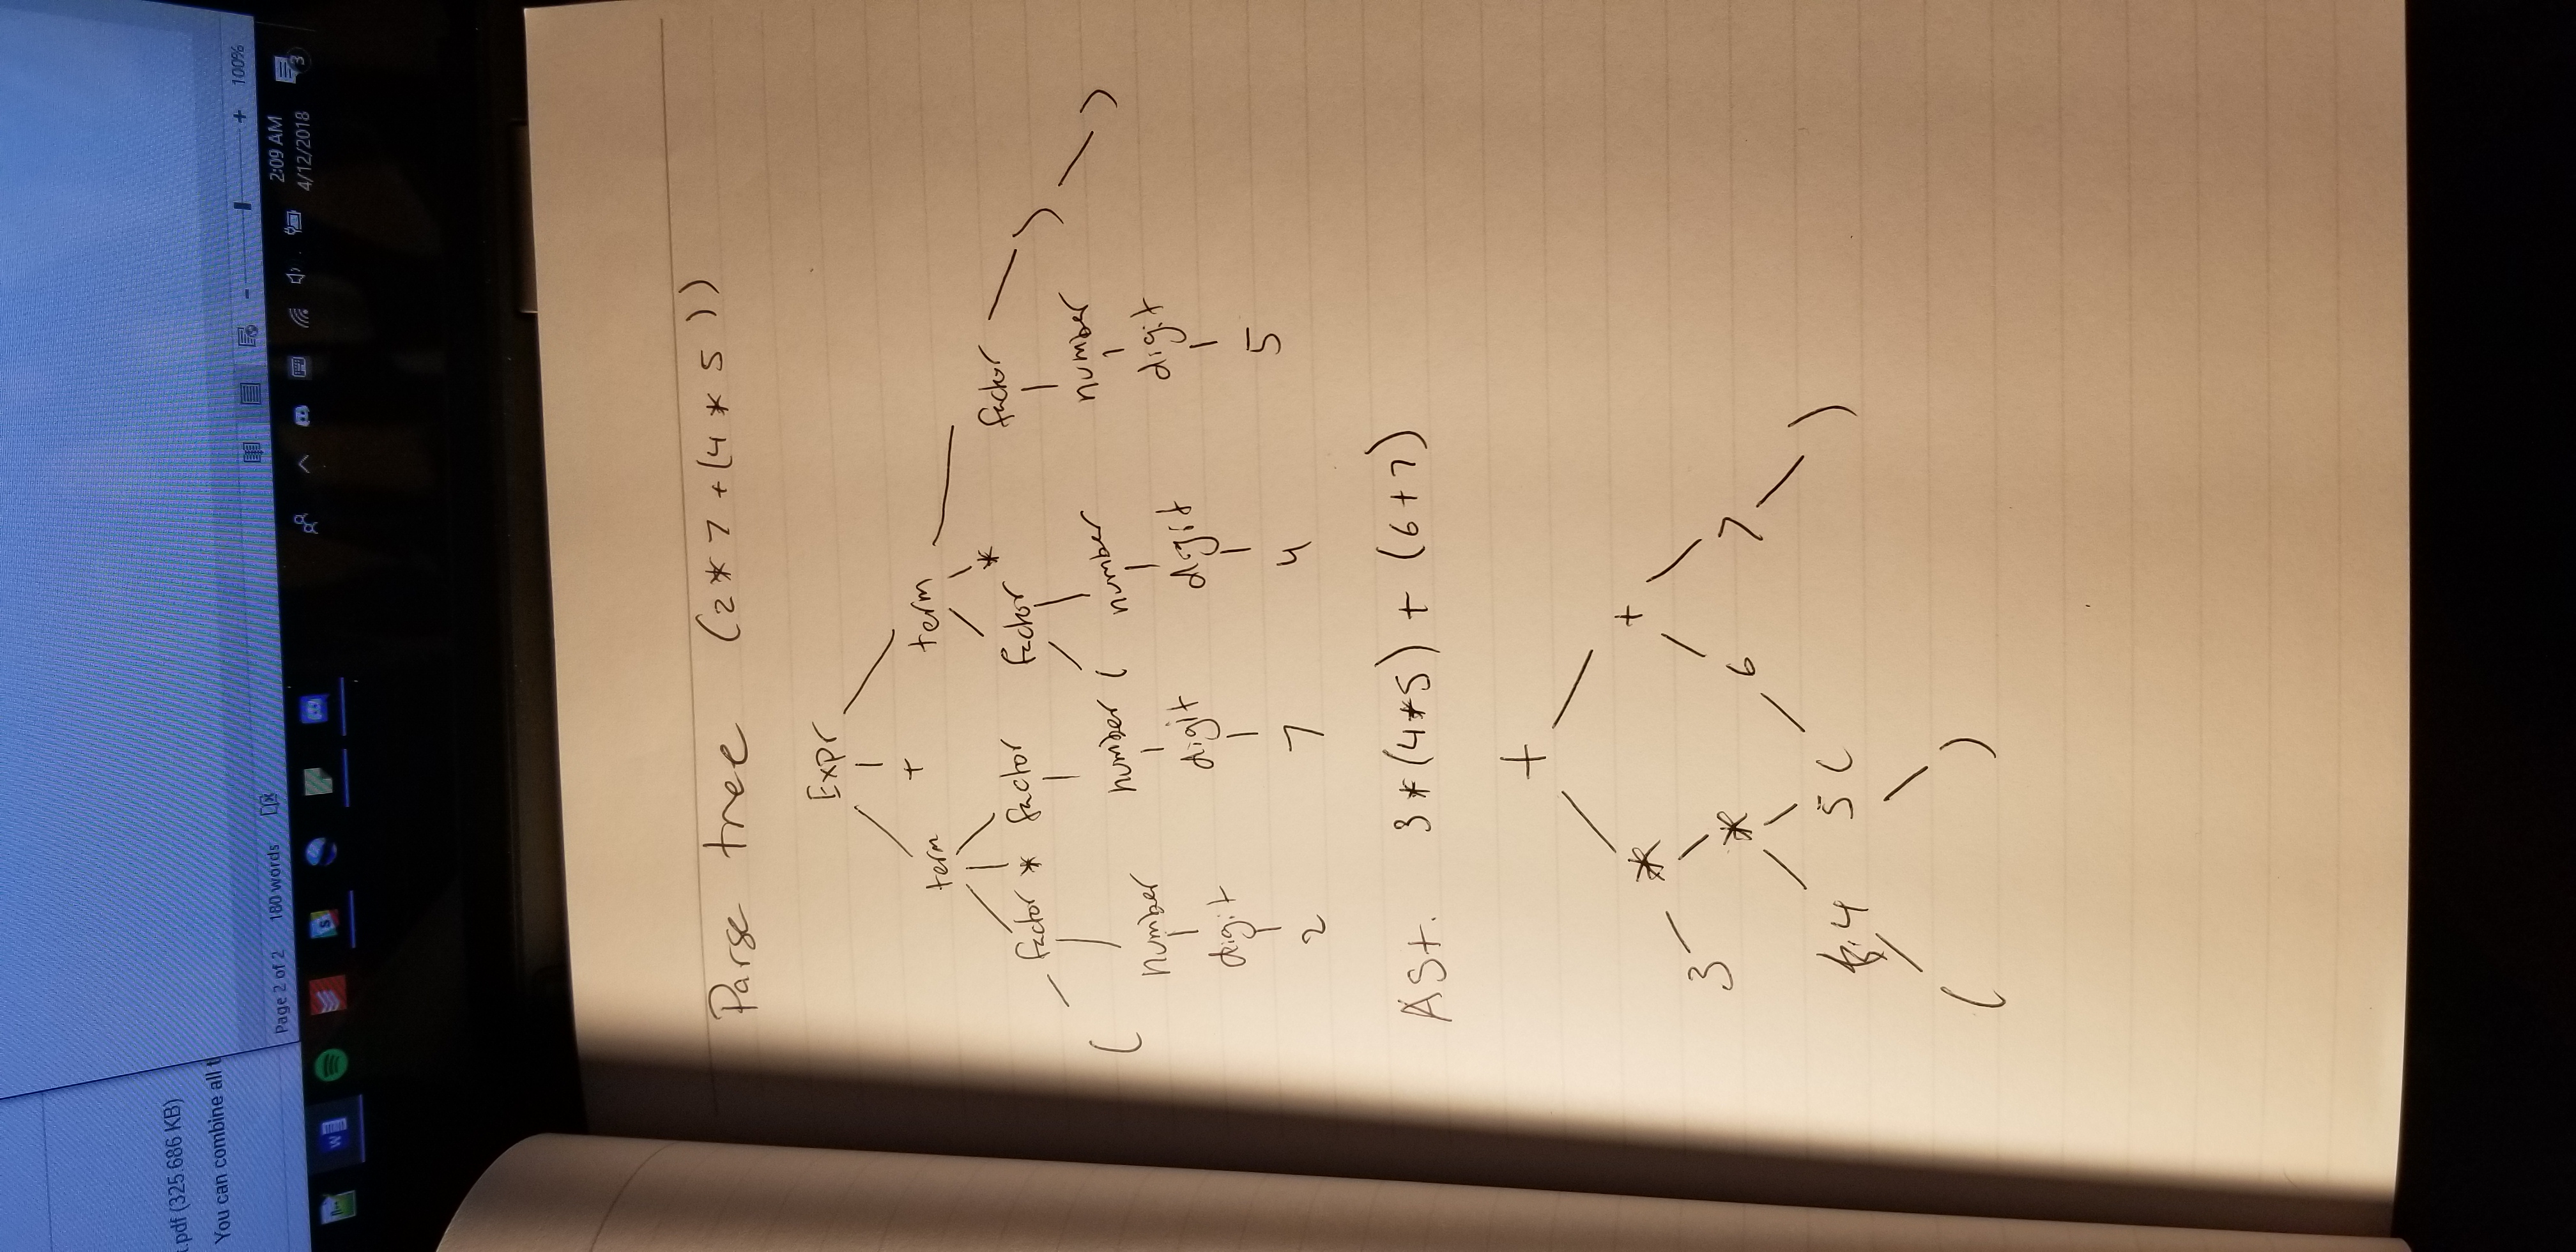 .pdf (325.686 KB)
You can combine all t
Page 2 of 2 180 words
100%
2:09 AM
4/12/2018
3
Parse tree (2*7+(4*5))
Expr
term + term
factor * factor factor * factor )
( number number ( number number )
digit digit digit digit
2 7 4 5
ASt. 3*(4*5) + (6+7)
+
* +
3 * 6 7
4 5 ( )
( )